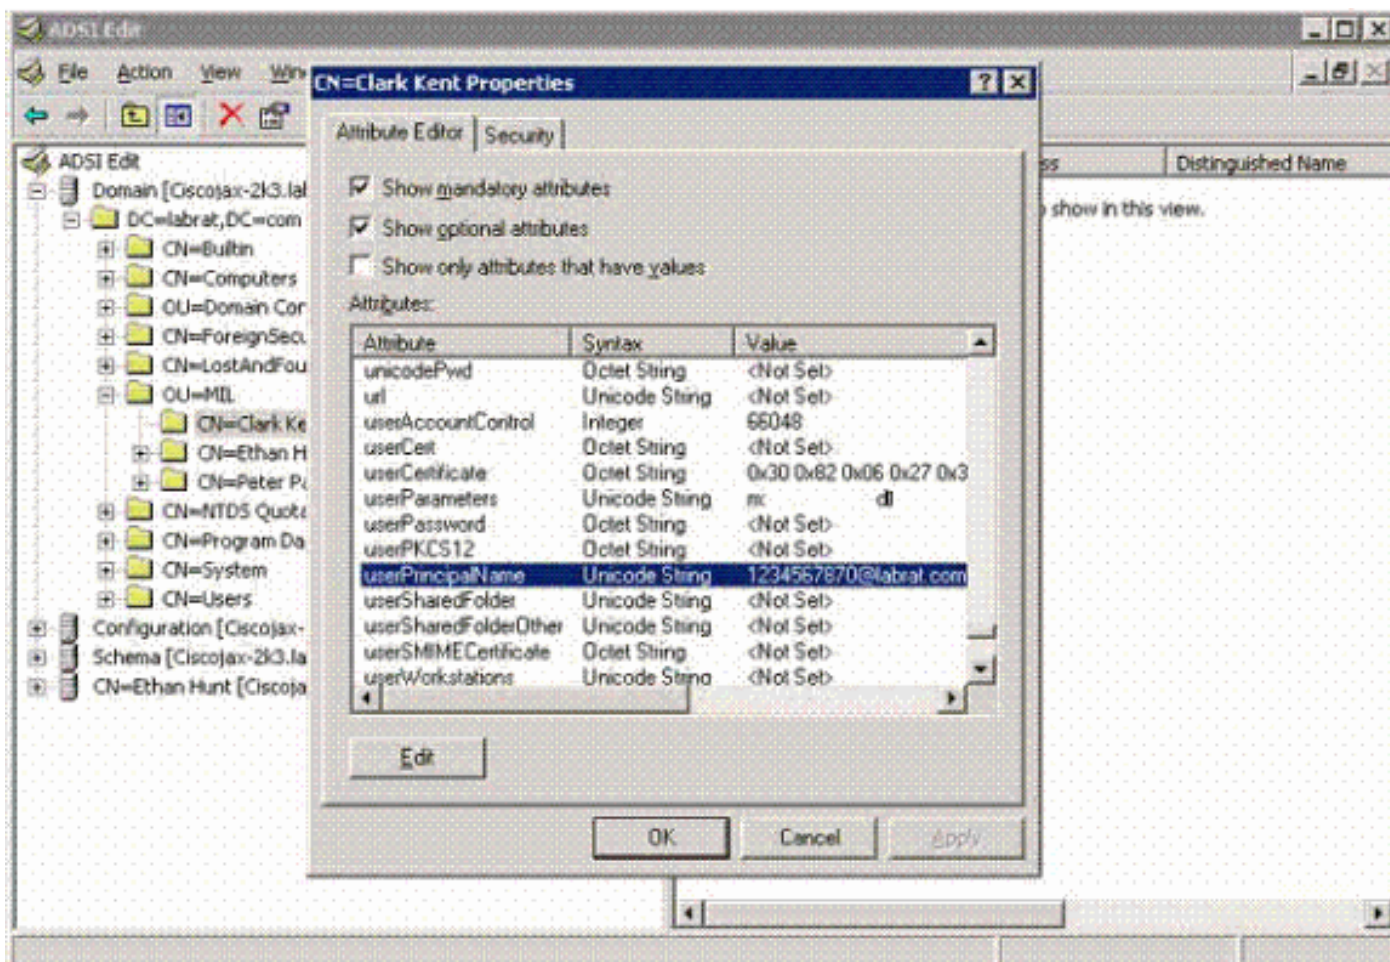 ADSI Edit
File Action View
CN=Clark Kent Properties
Attribute Editor Security
ADSI Edit
Domain [Ciscojax-2k3.la
DC=labrat,DC=com
CN=Builtin
CN=Computers
OU=Domain Cor
CN=ForeignSecu
CN=LostAndFou
OU=MIL
CN=Clark Ke
CN=Ethan H
CN=Peter Pa
CN=NTDS Quota
CN=Program Da
CN=System
CN=Users
Configuration [Ciscojax-
Schema [Ciscojax-2k3.la
CN=Ethan Hunt [Ciscoja
Show mandatory attributes
Show optional attributes
Show only attributes that have values
Attributes:
Attribute Syntax Value
unicodePwd Octet String <Not Set>
url Unicode String <Not Set>
userAccountControl Integer 66048
userCert Octet String <Not Set>
userCertificate Octet String 0x30 0x82 0x06 0x27 0x3
userParameters Unicode String m:
userPassword Octet String <Not Set>
userPKCS12 Octet String <Not Set>
userPrincipalName Unicode String 1234567870@labrat.com
userSharedFolder Unicode String <Not Set>
userSharedFolderOther Unicode String <Not Set>
userSMIMECertificate Octet String <Not Set>
userWorkstations Unicode String <Not Set>
Edit
OK Cancel Apply
ss Distinguished Name
show in this view.